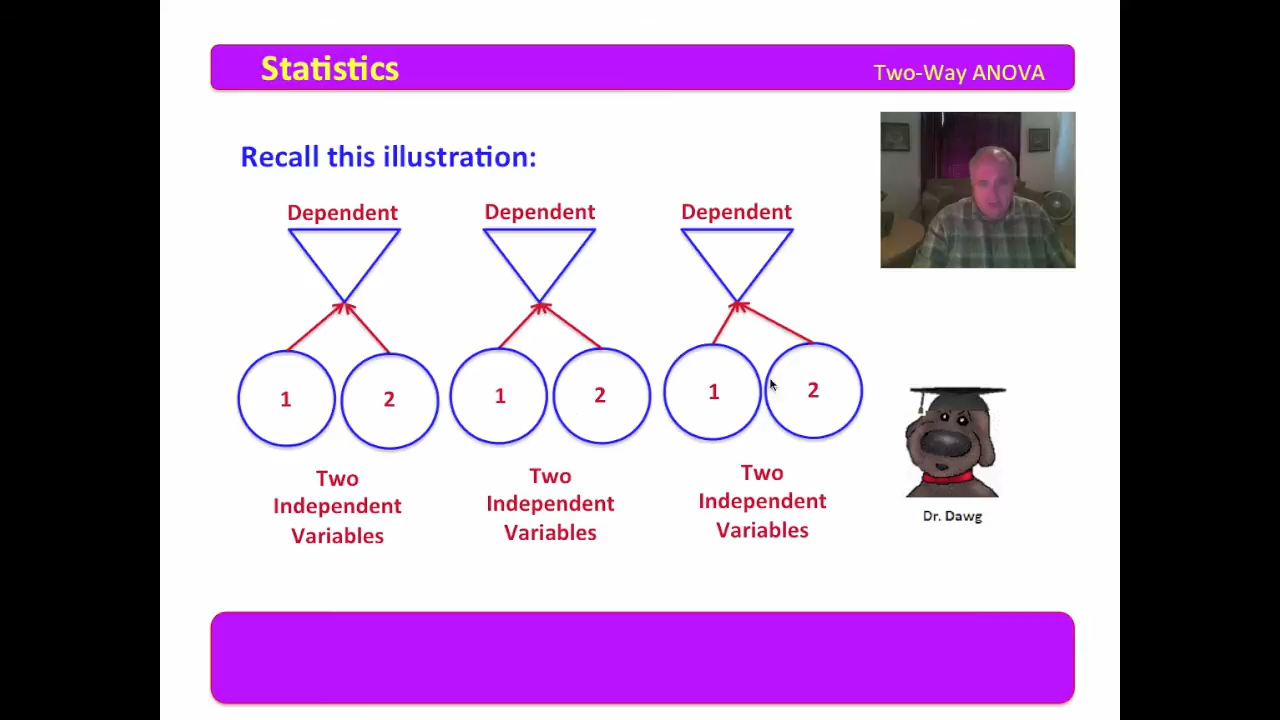 Statistics
Two-Way ANOVA
Recall this illustration:
Dependent
Dependent
Dependent
1
2
1
2
1
2
Two
Independent
Variables
Two
Independent
Variables
Two
Independent
Variables
Dr. Dawg